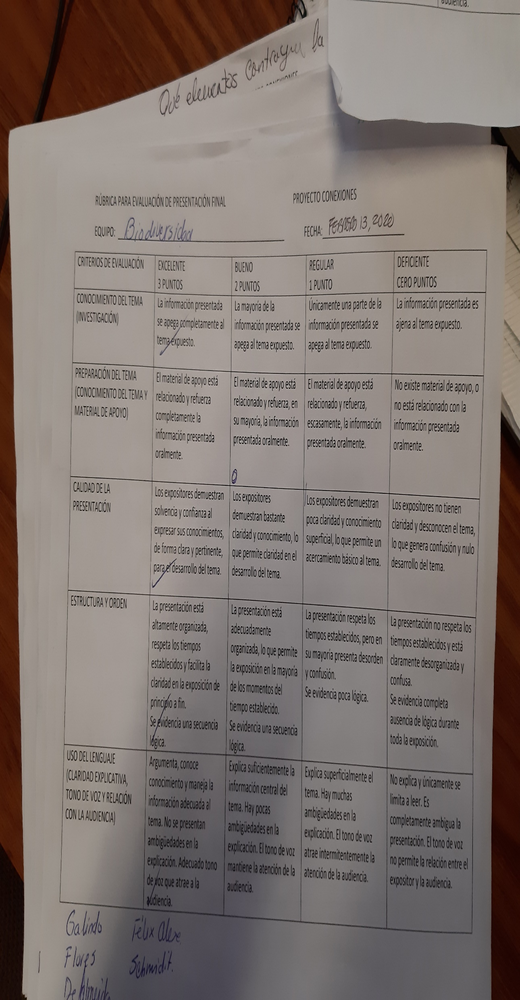 audiencia.
Qué elementos contrayen la
CONEXIONES
RÚBRICA PARA EVALUACIÓN DE PRESENTACIÓN FINAL
PROYECTO CONEXIONES
EQUIPO: Biodiversidad
FECHA: FEBRERO 13, 2020
CRITERIOS DE EVALUACIÓN
EXCELENTE
3 PUNTOS
BUENO
2 PUNTOS
REGULAR
1 PUNTO
DEFICIENTE
CERO PUNTOS
CONOCIMIENTO DEL TEMA
(INVESTIGACIÓN)
La información presentada
se apega completamente al
tema expuesto.
La mayoría de la
información presentada se
apega al tema expuesto.
Únicamente una parte de la
información presentada se
apega al tema expuesto.
La información presentada es
ajena al tema expuesto.
PREPARACIÓN DEL TEMA
(CONOCIMIENTO DEL TEMA Y
MATERIAL DE APOYO)
El material de apoyo está
relacionado y refuerza
completamente la
información presentada
oralmente.
El material de apoyo está
relacionado y refuerza, en
su mayoría, la información
presentada oralmente.
El material de apoyo está
relacionado y refuerza,
escasamente, la información
presentada oralmente.
No existe material de apoyo, o
no está relacionado con la
información presentada
oralmente.
CALIDAD DE LA
PRESENTACIÓN
Los expositores demuestran
solvencia y confianza al
expresar sus conocimientos,
de forma clara y pertinente,
para el desarrollo del tema.
Los expositores
demuestran bastante
claridad y conocimiento, lo
que permite claridad en el
desarrollo del tema.
Los expositores demuestran
poca claridad y conocimiento
superficial, lo que permite un
acercamiento básico al tema.
Los expositores no tienen
claridad y desconocen el tema,
lo que genera confusión y nulo
desarrollo del tema.
ESTRUCTURA Y ORDEN
La presentación está
altamente organizada,
respeta los tiempos
establecidos y facilita la
claridad en la exposición de
principio a fin.
Se evidencia una secuencia
lógica.
La presentación está
adecuadamente
organizada, lo que permite
la exposición en la mayoría
de los momentos del
tiempo establecido.
Se evidencia una secuencia
lógica.
La presentación respeta los
tiempos establecidos, pero en
su mayoría presenta desorden
y confusión.
Se evidencia poca lógica.
La presentación no respeta los
tiempos establecidos y está
claramente desorganizada y
confusa.
Se evidencia completa
ausencia de lógica durante
toda la exposición.
USO DEL LENGUAJE
(CLARIDAD EXPLICATIVA,
TONO DE VOZ Y RELACIÓN
CON LA AUDIENCIA)
Argumenta, conoce
conocimiento y maneja la
información adecuada al
tema. No se presentan
ambigüedades en la
explicación. Adecuado tono
de voz que atrae a la
audiencia.
Explica suficientemente la
información central del
tema. Hay pocas
ambigüedades en la
explicación. El tono de voz
mantiene la atención de la
audiencia.
Explica superficialmente el
tema. Hay muchas
ambigüedades en la
explicación. El tono de voz
atrae intermitentemente la
atención de la audiencia.
No explica y únicamente se
limita a leer. Es
completamente ambigua la
presentación. El tono de voz
no permite la relación entre el
expositor y la audiencia.
Galindo
Félix Alex
Flores
Schmidt.
De Almeida